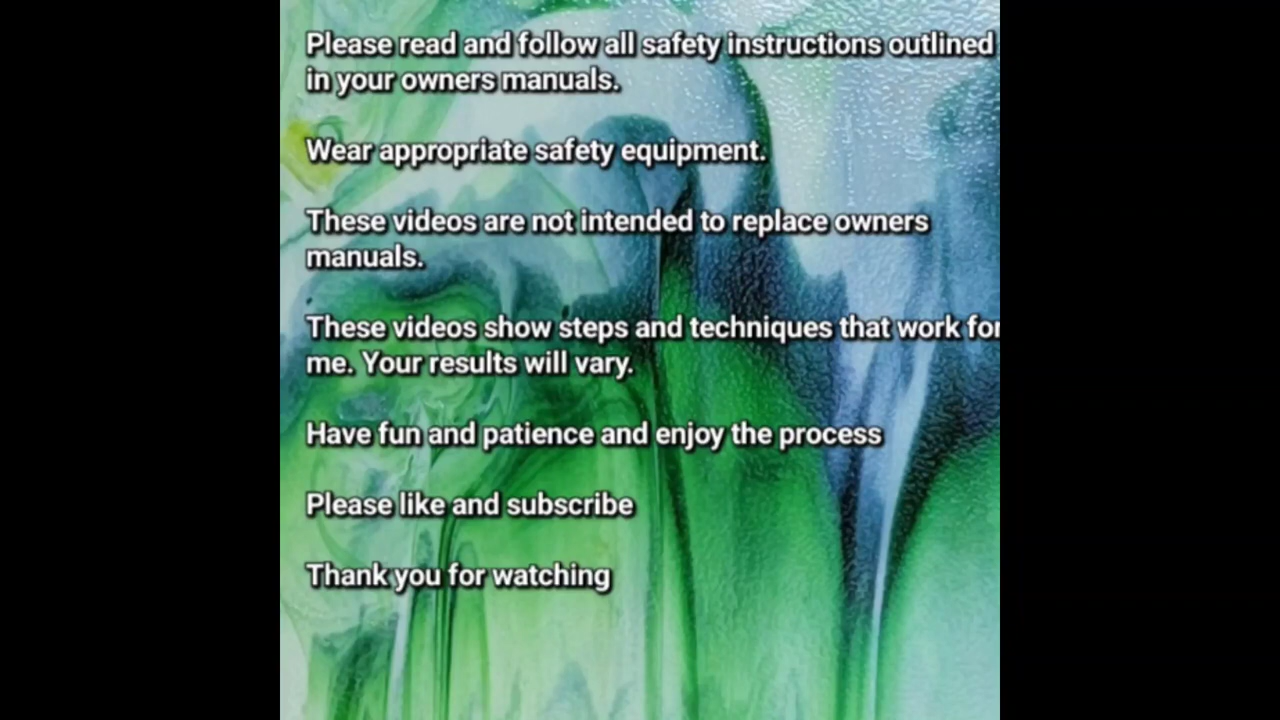 Please read and follow all safety instructions outlined
in your owners manuals.
Wear appropriate safety equipment.
These videos are not intended to replace owners
manuals.
These videos show steps and techniques that work for
me. Your results will vary.
Have fun and patience and enjoy the process
Please like and subscribe
Thank you for watching